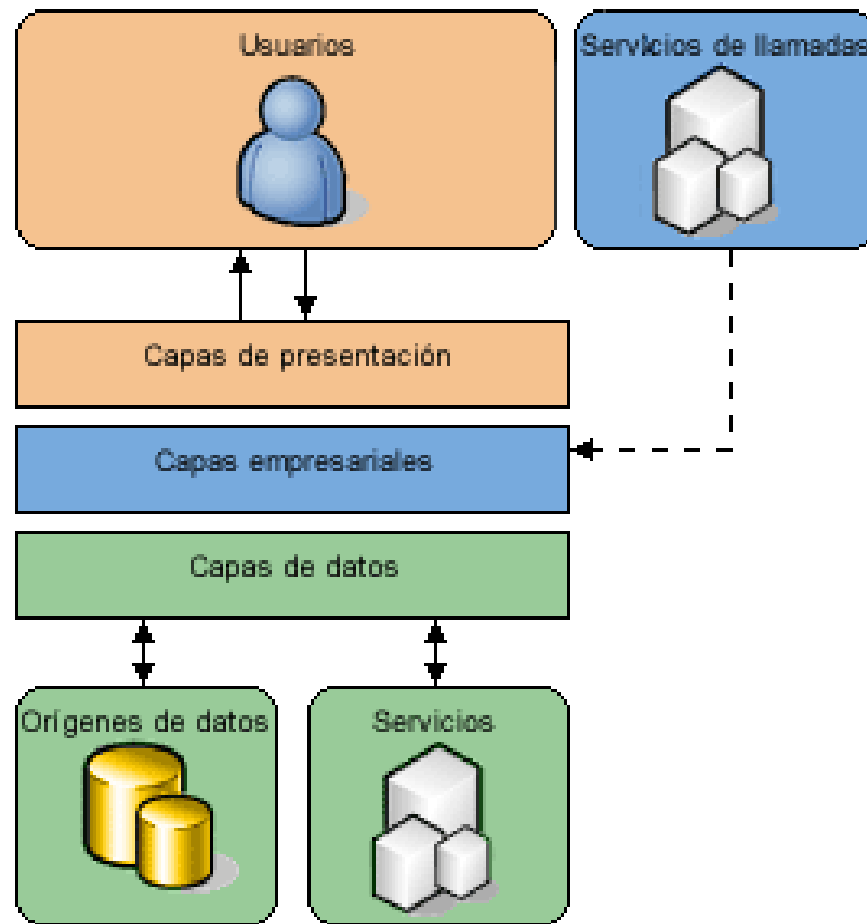 Usuarios
Servicios de llamadas
Capas de presentación
Capas empresariales
Capas de datos
Orígenes de datos
Servicios